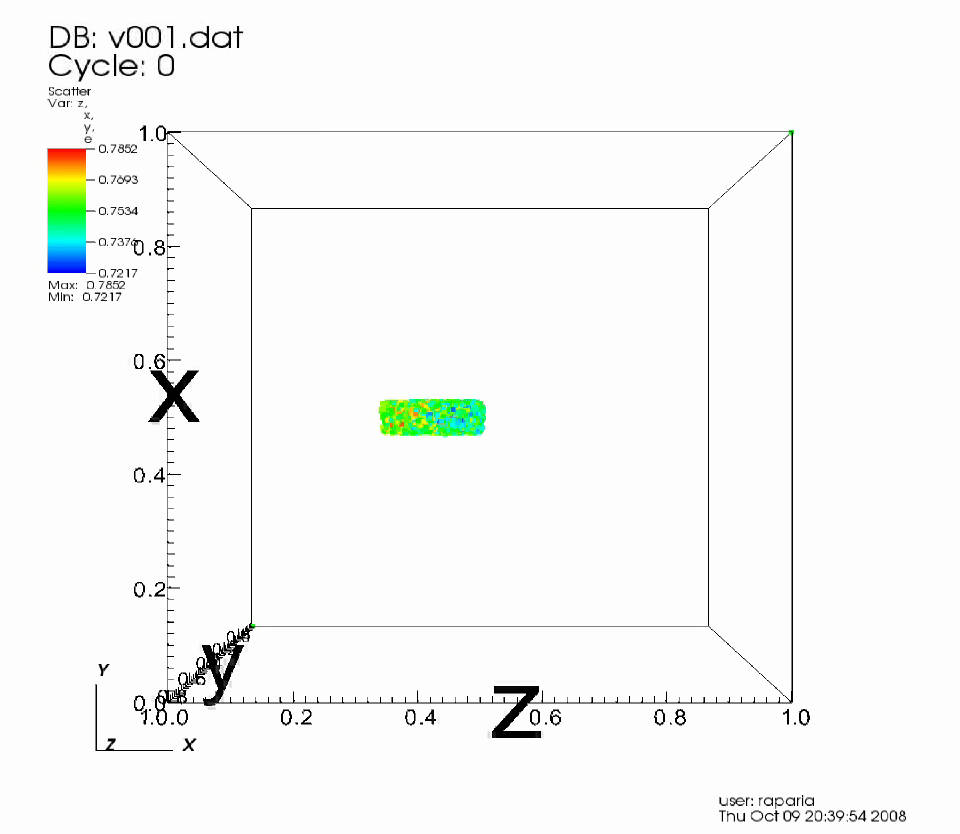 DB: v001.dat
Cycle: 0
Scatter
Var: z,
x,
y,
e
0.7852
0.7693
0.7534
0.7376
0.7217
Max: 0.7852
Min: 0.7217
1.0
0.8
0.6
X
0.4
0.2
0.0
y
1.0
0.0
0.2
0.4
0.6
0.8
1.0
Z
Y
Z
X
user: raparia
Thu Oct 09 20:39:54 2008